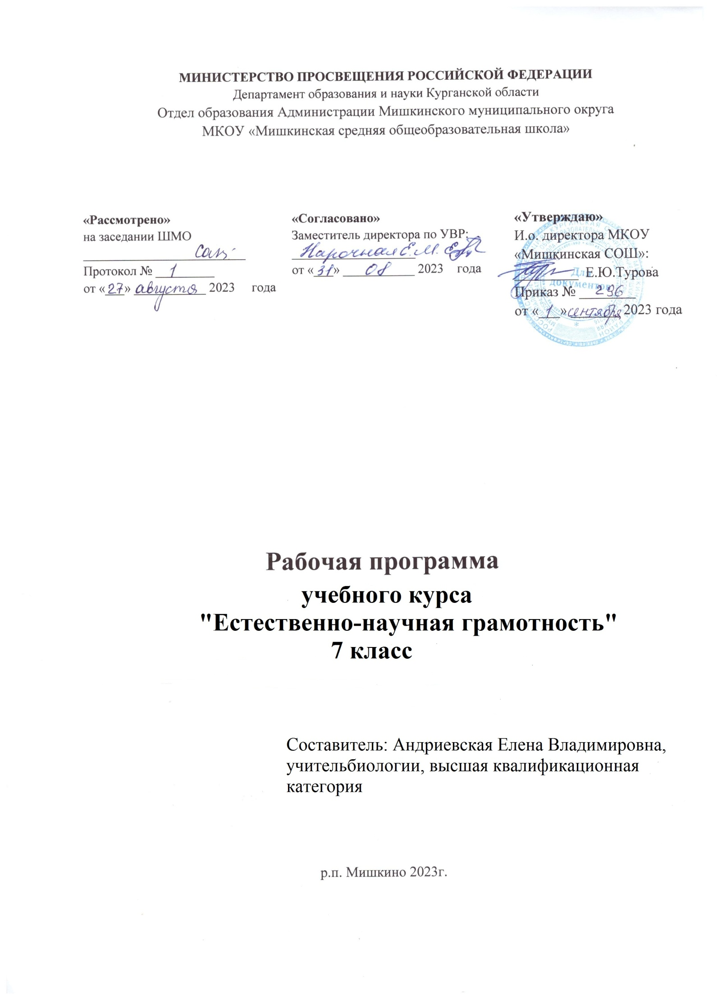 МИНИСТЕРСТВО ПРОСВЕЩЕНИЯ РОССИЙСКОЙ ФЕДЕРАЦИИ
Департамент образования и науки Курганской области
Отдел образования Администрации Мишкинского муниципального округа
МКОУ «Мишкинская средняя общеобразовательная школа»
«Рассмотрено»
на заседании ШМО
Протокол № 1
от «27» августа 2023 года
«Согласовано»
Заместитель директора по УВР:
Нарочная Е.М.
от «31» 08 2023 года
«Утверждаю»
И.о. директора МКОУ
«Мишкинская СОШ»:
Е.Ю.Турова
Приказ № 296
от « 1 » сентября 2023 года
Для
документов
Рабочая программа
учебного курса
"Естественно-научная грамотность"
7 класс
Составитель: Андриевская Елена Владимировна,
учительбиологии, высшая квалификационная
категория
р.п. Мишкино 2023г.